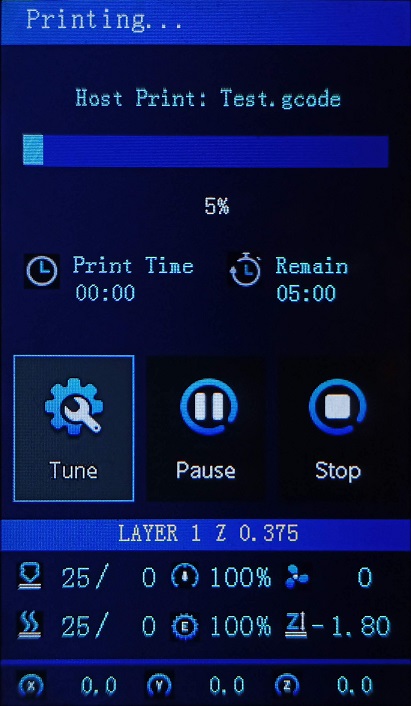 Printing...
Host Print: Test.gcode
5%
Print Time Remain
00:00 05:00
Tune Pause Stop
LAYER 1 Z 0.375
25/ 0 100% 0
25/ 0 E 100% Z -1.80
X 0.0 Y 0.0 Z 0.0